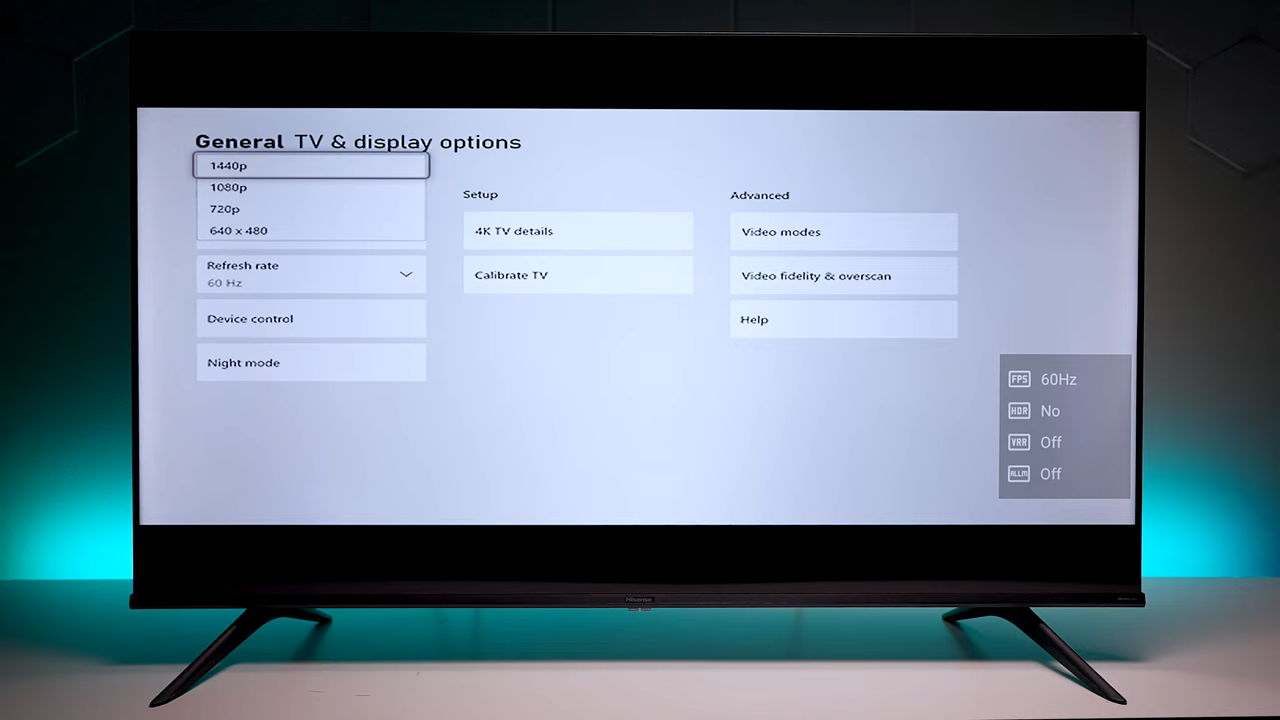 General TV & display options
1440p
1080p
720p
640 x 480
Refresh rate
60 Hz
Device control
Night mode
Setup
4K TV details
Calibrate TV
Advanced
Video modes
Video fidelity & overscan
Help
FPS 60Hz
HDR No
VRR Off
ALLM Off
Hisense